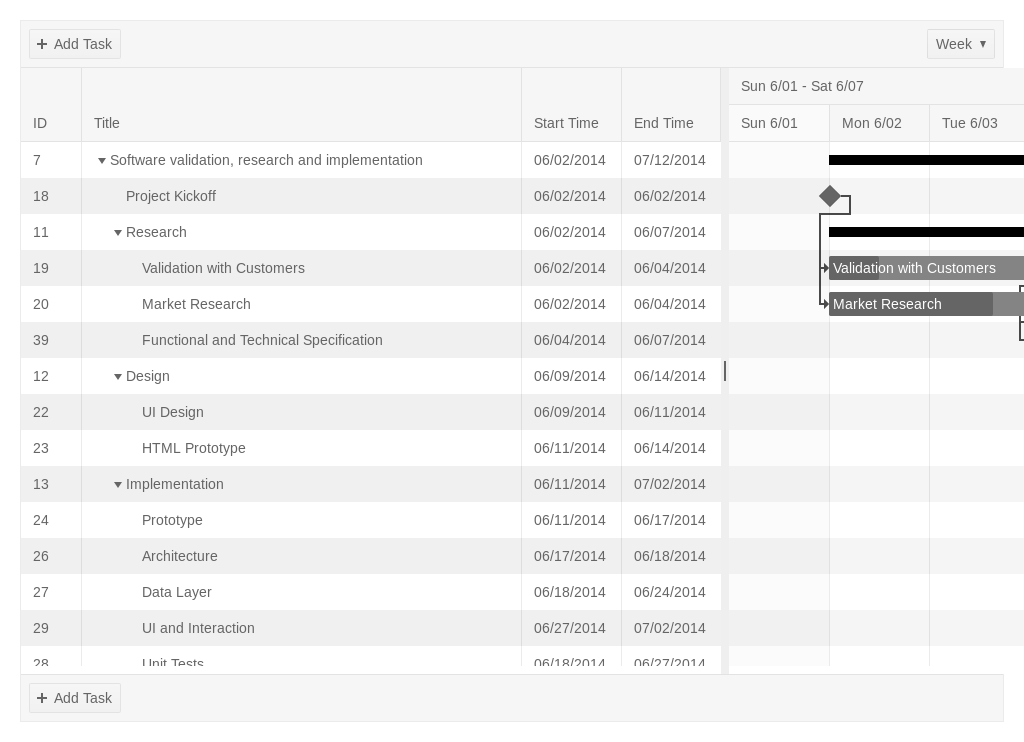 Add Task
Week
ID Title Start Time End Time
Sun 6/01 - Sat 6/07
Sun 6/01 Mon 6/02 Tue 6/03
7 Software validation, research and implementation 06/02/2014 07/12/2014
18 Project Kickoff 06/02/2014 06/02/2014
11 Research 06/02/2014 06/07/2014
19 Validation with Customers 06/02/2014 06/04/2014 Validation with Customers
20 Market Research 06/02/2014 06/04/2014 Market Research
39 Functional and Technical Specification 06/04/2014 06/07/2014
12 Design 06/09/2014 06/14/2014
22 UI Design 06/09/2014 06/11/2014
23 HTML Prototype 06/11/2014 06/14/2014
13 Implementation 06/11/2014 07/02/2014
24 Prototype 06/11/2014 06/17/2014
26 Architecture 06/17/2014 06/18/2014
27 Data Layer 06/18/2014 06/24/2014
29 UI and Interaction 06/27/2014 07/02/2014
28 Unit Tests 06/18/2014 06/27/2014
Add Task